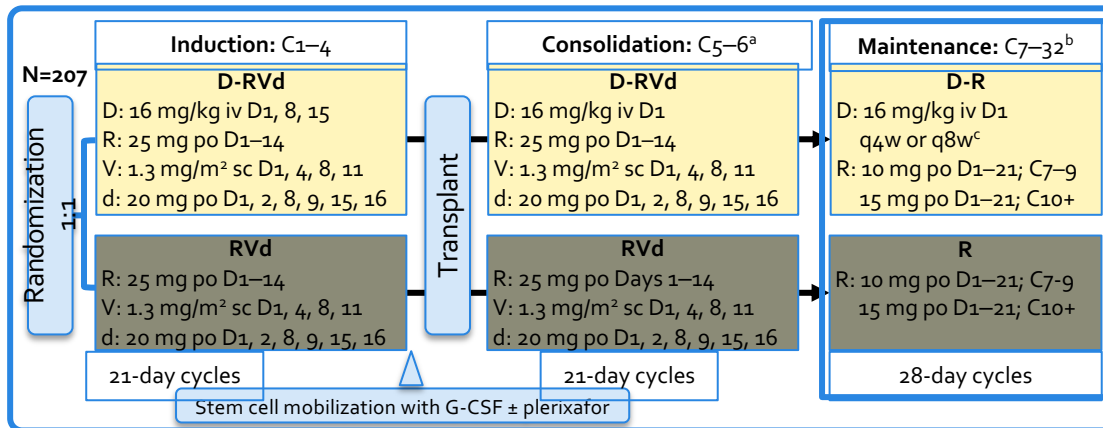 N=207
Randomization
1:1
Induction: C1–4
D-RVd
D: 16 mg/kg iv D1, 8, 15
R: 25 mg po D1–14
V: 1.3 mg/m² sc D1, 4, 8, 11
d: 20 mg po D1, 2, 8, 9, 15, 16
RVd
R: 25 mg po D1–14
V: 1.3 mg/m² sc D1, 4, 8, 11
d: 20 mg po D1, 2, 8, 9, 15, 16
21-day cycles
Stem cell mobilization with G-CSF ± plerixafor
Transplant
Consolidation: C5–6ᵃ
D-RVd
D: 16 mg/kg iv D1
R: 25 mg po D1–14
V: 1.3 mg/m² sc D1, 4, 8, 11
d: 20 mg po D1, 2, 8, 9, 15, 16
RVd
R: 25 mg po Days 1–14
V: 1.3 mg/m² sc D1, 4, 8, 11
d: 20 mg po D1, 2, 8, 9, 15, 16
21-day cycles
Maintenance: C7–32ᵇ
D-R
D: 16 mg/kg iv D1
q4w or q8wᶜ
R: 10 mg po D1–21; C7–9
15 mg po D1–21; C10+
R
R: 10 mg po D1–21; C7-9
15 mg po D1–21; C10+
28-day cycles